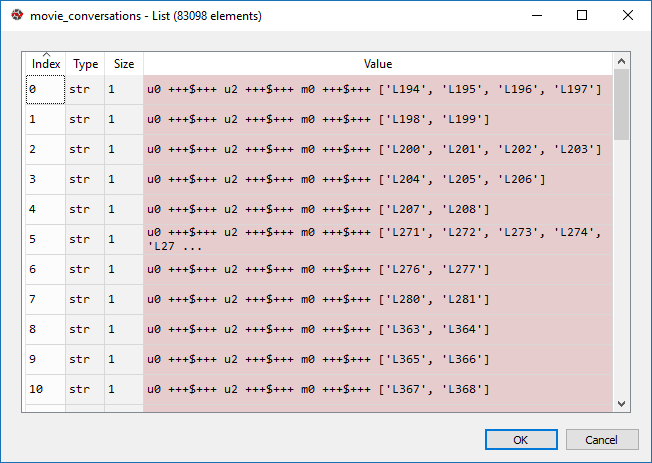 movie_conversations - List (83098 elements)
Index Type Size Value
0 str 1 u0 +++$+++ u2 +++$+++ m0 +++$+++ ['L194', 'L195', 'L196', 'L197']
1 str 1 u0 +++$+++ u2 +++$+++ m0 +++$+++ ['L198', 'L199']
2 str 1 u0 +++$+++ u2 +++$+++ m0 +++$+++ ['L200', 'L201', 'L202', 'L203']
3 str 1 u0 +++$+++ u2 +++$+++ m0 +++$+++ ['L204', 'L205', 'L206']
4 str 1 u0 +++$+++ u2 +++$+++ m0 +++$+++ ['L207', 'L208']
5 str 1 u0 +++$+++ u2 +++$+++ m0 +++$+++ ['L271', 'L272', 'L273', 'L274',
'L27 ...
6 str 1 u0 +++$+++ u2 +++$+++ m0 +++$+++ ['L276', 'L277']
7 str 1 u0 +++$+++ u2 +++$+++ m0 +++$+++ ['L280', 'L281']
8 str 1 u0 +++$+++ u2 +++$+++ m0 +++$+++ ['L363', 'L364']
9 str 1 u0 +++$+++ u2 +++$+++ m0 +++$+++ ['L365', 'L366']
10 str 1 u0 +++$+++ u2 +++$+++ m0 +++$+++ ['L367', 'L368']
OK Cancel